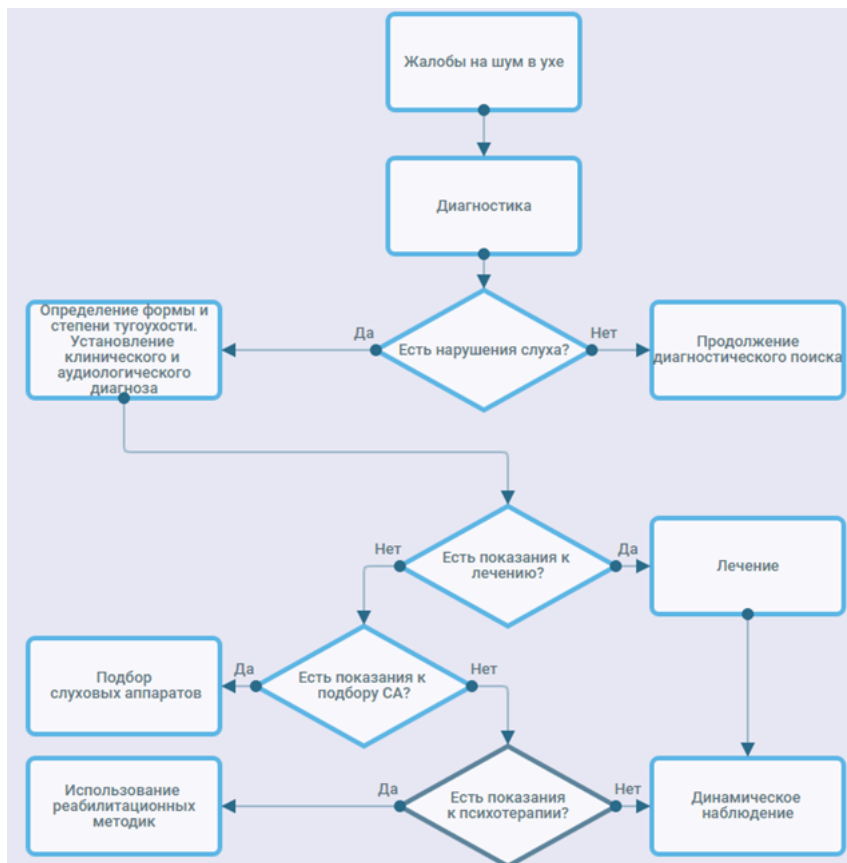 Жалобы на шум в ухе
Диагностика
Определение формы и
степени тугоухости.
Установление
клинического и
аудиологического
диагноза
Да
Есть нарушения слуха?
Нет
Продолжение
диагностического поиска
Нет
Есть показания к
лечению?
Да
Лечение
Подбор
слуховых аппаратов
Да
Есть показания к
подбору СА?
Нет
Использование
реабилитационных
методик
Да
Есть показания
к психотерапии?
Нет
Динамическое
наблюдение